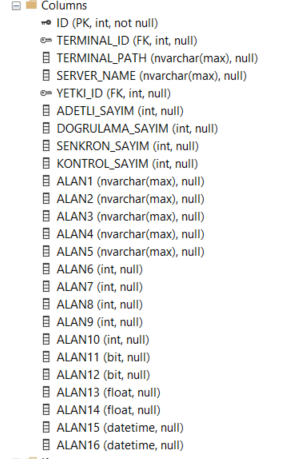 Columns
ID (PK, int, not null)
TERMINAL_ID (FK, int, null)
TERMINAL_PATH (nvarchar(max), null)
SERVER_NAME (nvarchar(max), null)
YETKI_ID (FK, int, null)
ADETLI_SAYIM (int, null)
DOGRULAMA_SAYIM (int, null)
SENKRON_SAYIM (int, null)
KONTROL_SAYIM (int, null)
ALAN1 (nvarchar(max), null)
ALAN2 (nvarchar(max), null)
ALAN3 (nvarchar(max), null)
ALAN4 (nvarchar(max), null)
ALAN5 (nvarchar(max), null)
ALAN6 (int, null)
ALAN7 (int, null)
ALAN8 (int, null)
ALAN9 (int, null)
ALAN10 (int, null)
ALAN11 (bit, null)
ALAN12 (bit, null)
ALAN13 (float, null)
ALAN14 (float, null)
ALAN15 (datetime, null)
ALAN16 (datetime, null)